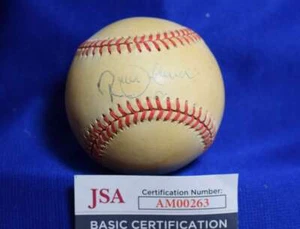 JSA
Certification Number:
AM00263
BASIC CERTIFICATION